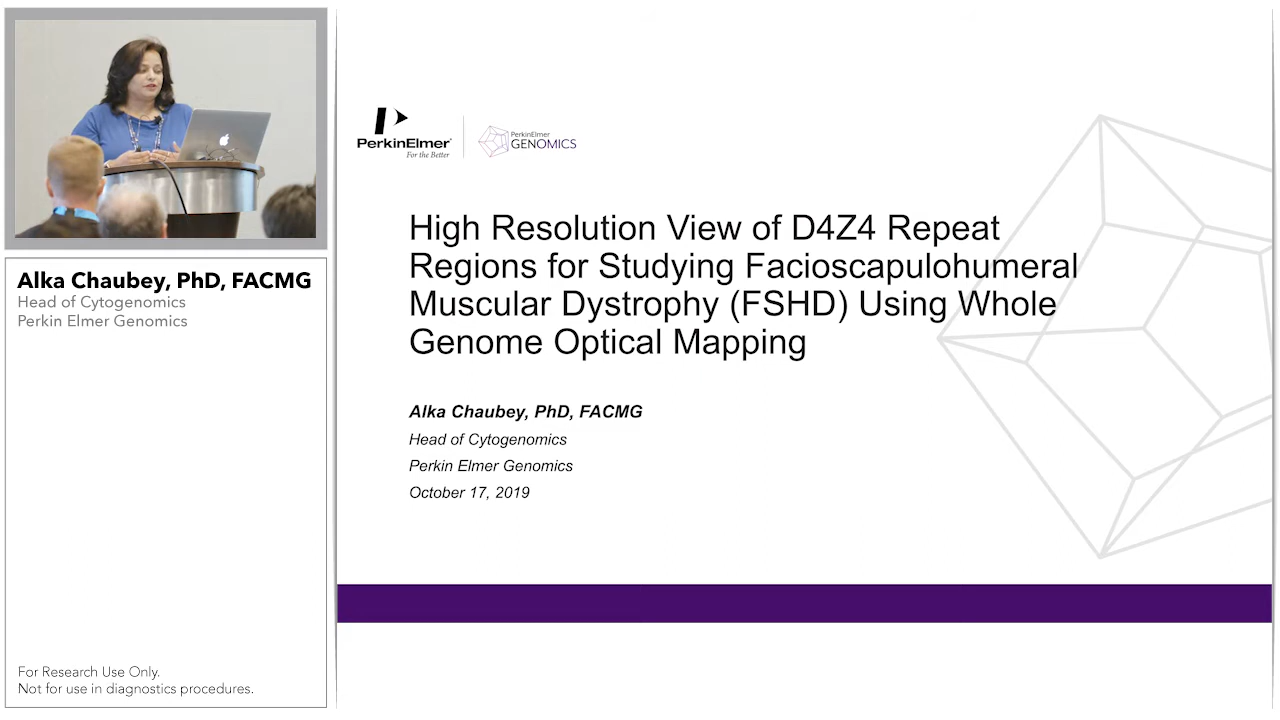 Alka Chaubey, PhD, FACMG
Head of Cytogenomics
Perkin Elmer Genomics
For Research Use Only.
Not for use in diagnostics procedures.
PerkinElmer
For the Better
PerkinElmer
GENOMICS
High Resolution View of D4Z4 Repeat
Regions for Studying Facioscapulohumeral
Muscular Dystrophy (FSHD) Using Whole
Genome Optical Mapping
Alka Chaubey, PhD, FACMG
Head of Cytogenomics
Perkin Elmer Genomics
October 17, 2019